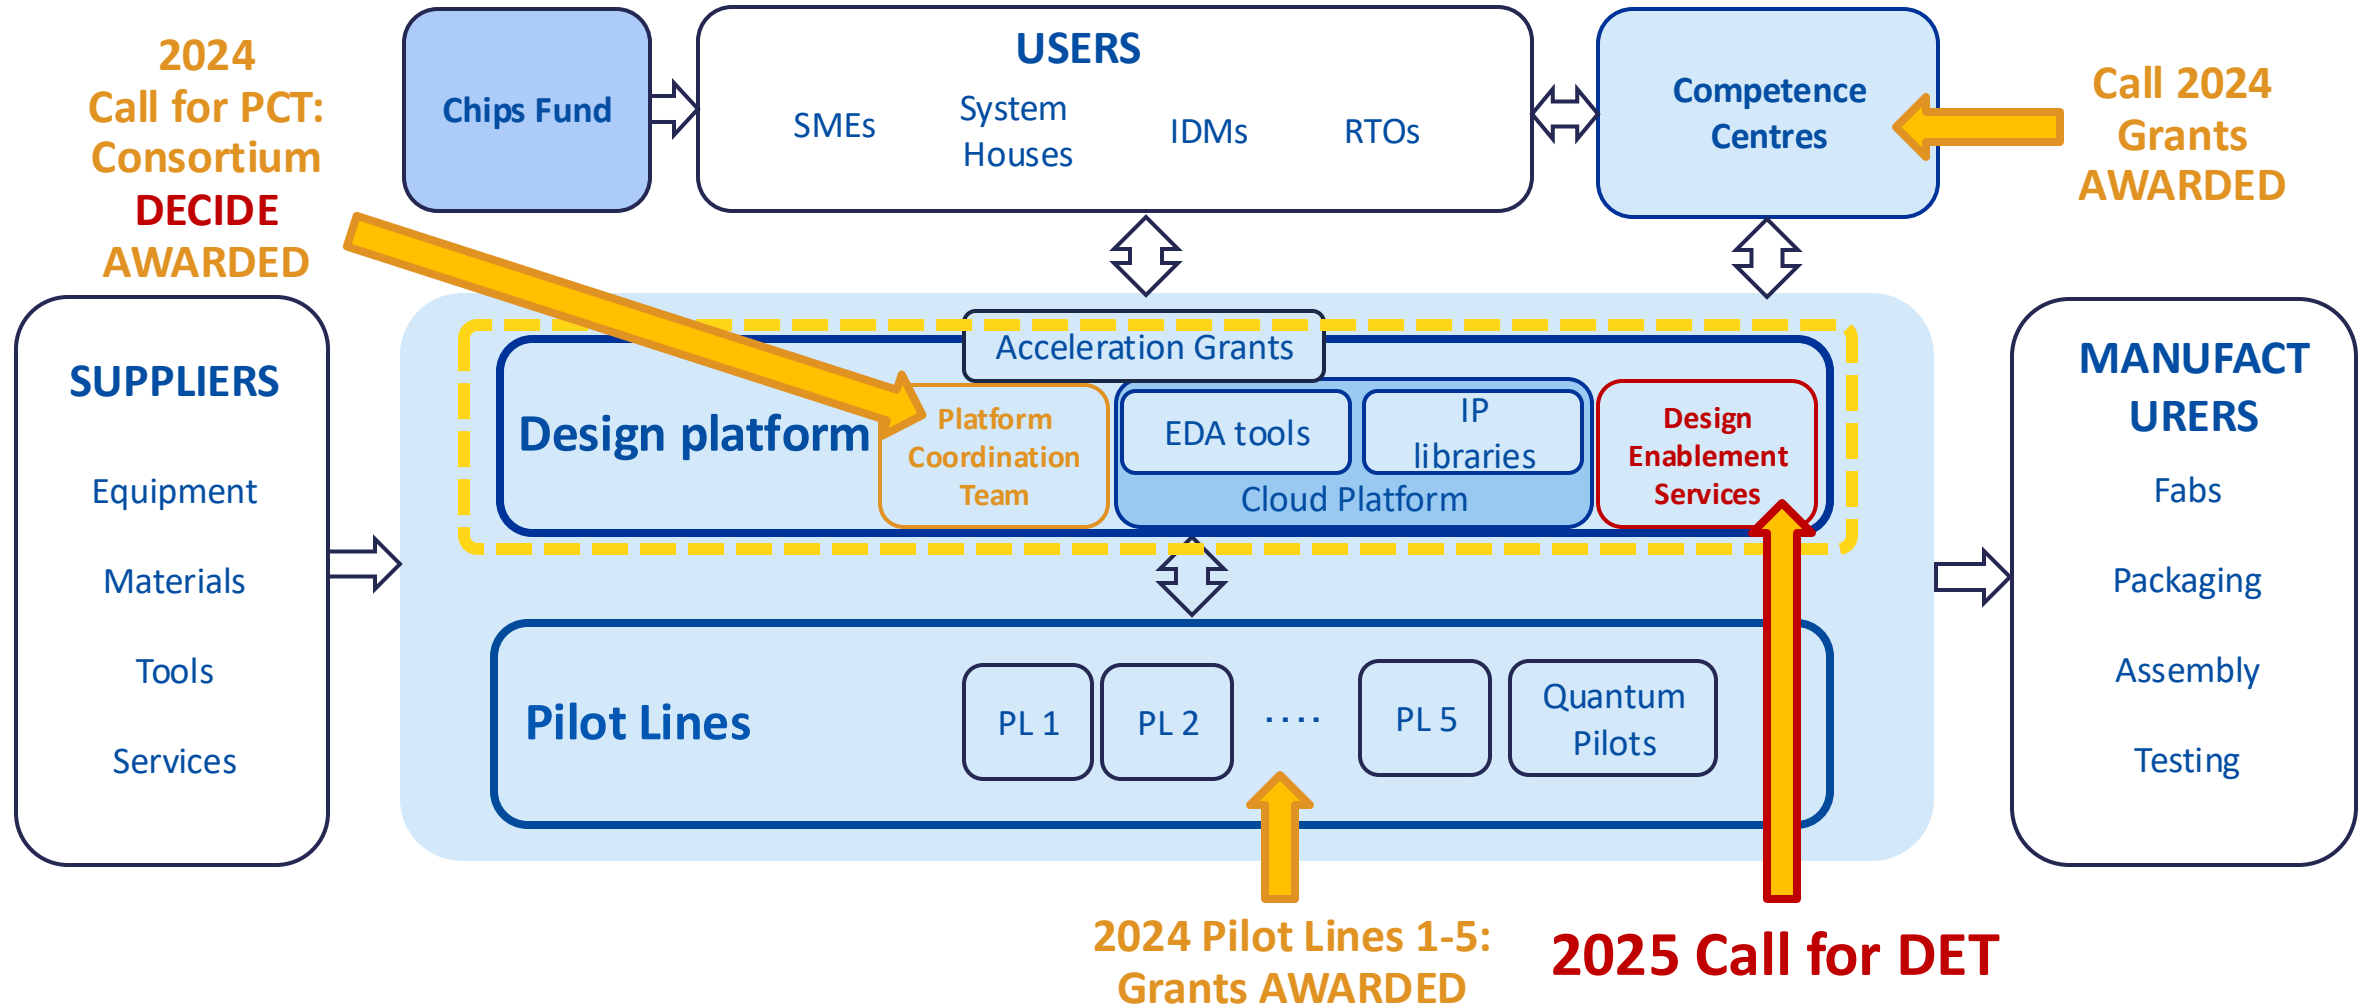 2024
Call for PCT:
Consortium
DECIDE
AWARDED
Chips Fund
USERS
SMEs
System
Houses
IDMs
RTOs
Competence
Centres
Call 2024
Grants
AWARDED
SUPPLIERS
Equipment
Materials
Tools
Services
Acceleration Grants
Design platform
Platform
Coordination
Team
EDA tools
IP
libraries
Cloud Platform
Design
Enablement
Services
Pilot Lines
PL 1
PL 2
....
PL 5
Quantum
Pilots
MANUFACT
URERS
Fabs
Packaging
Assembly
Testing
2024 Pilot Lines 1-5:
Grants AWARDED
2025 Call for DET